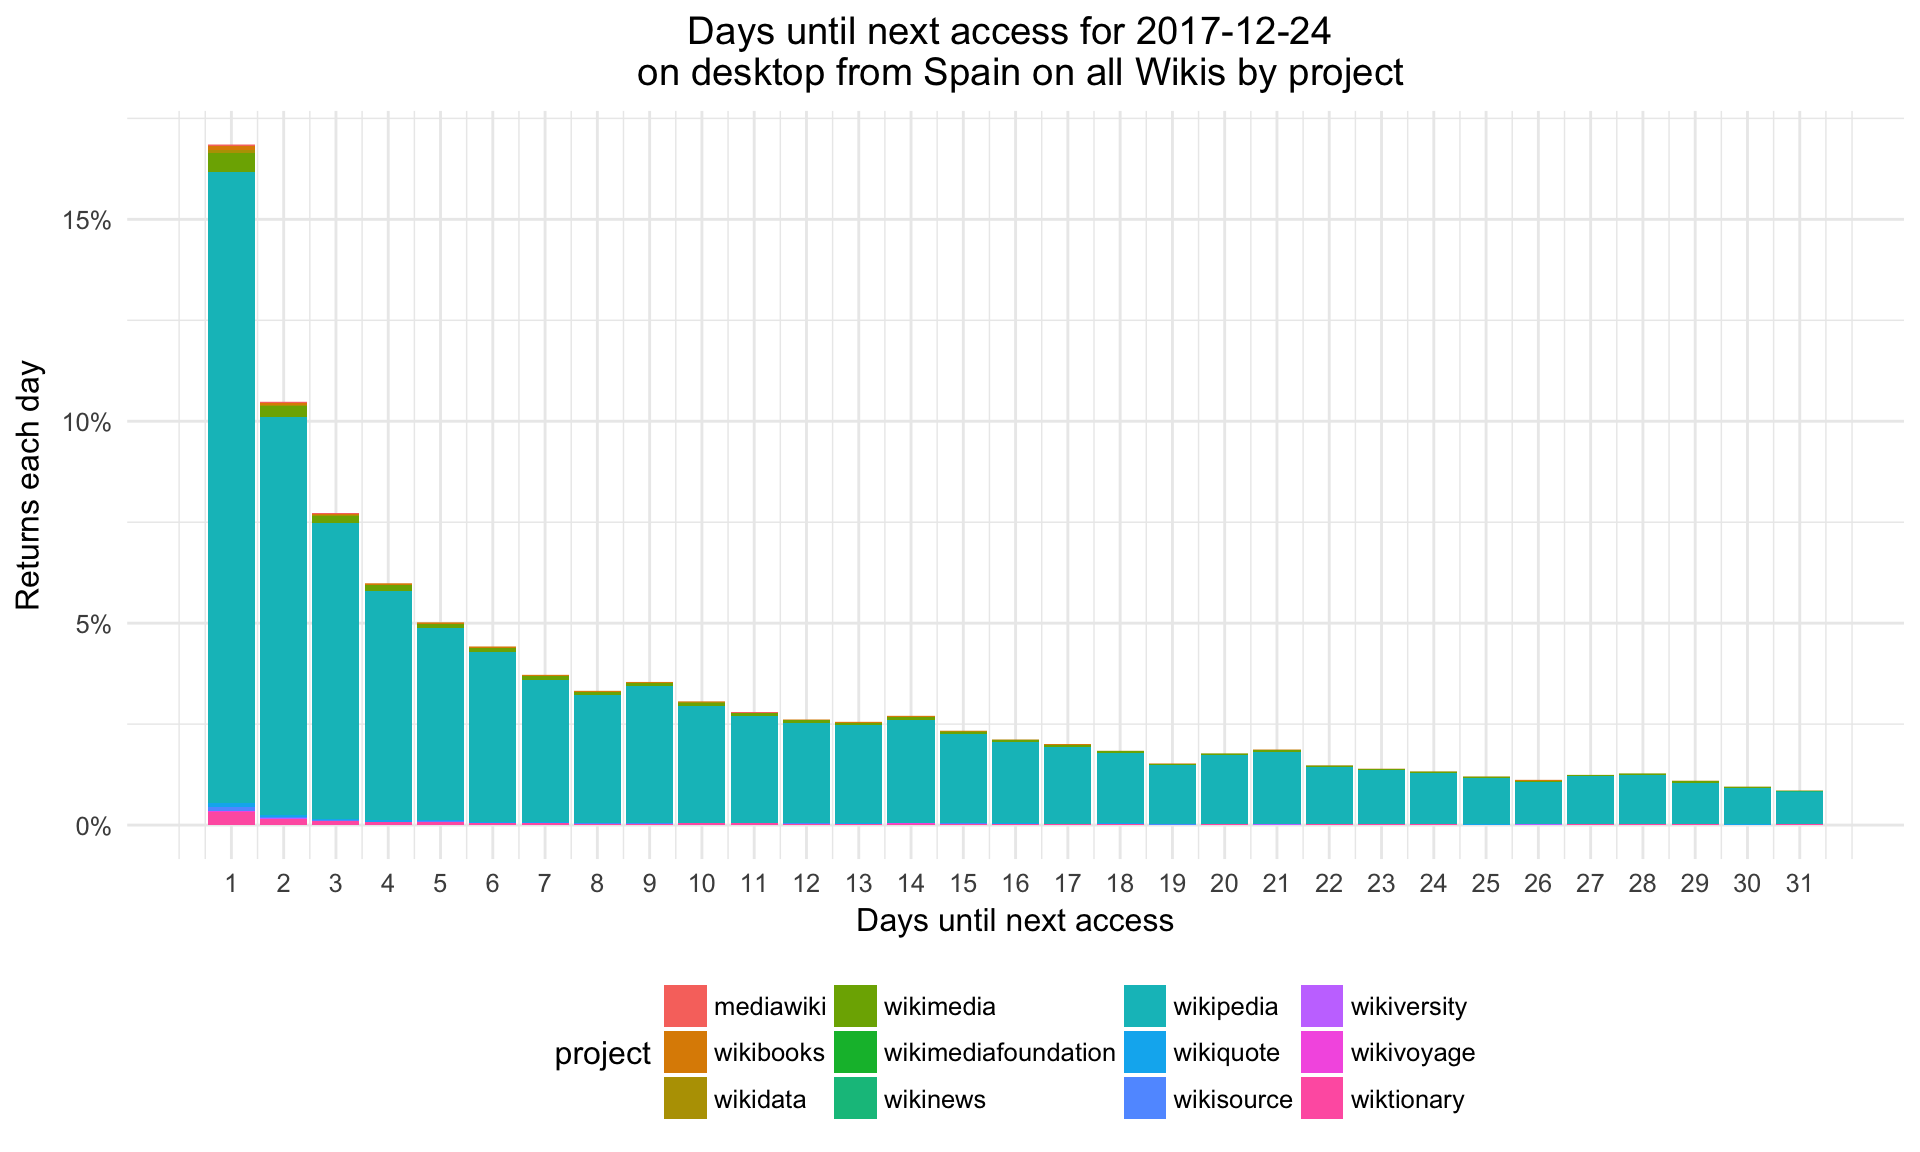 Days until next access for 2017-12-24
on desktop from Spain on all Wikis by project
Returns each day
15%
10%
5%
0%
1 2 3 4 5 6 7 8 9 10 11 12 13 14 15 16 17 18 19 20 21 22 23 24 25 26 27 28 29 30 31
Days until next access
project
mediawiki wikimedia wikipedia wikiversity
wikibooks wikimediafoundation wikiquote wikivoyage
wikidata wikinews wikisource wiktionary